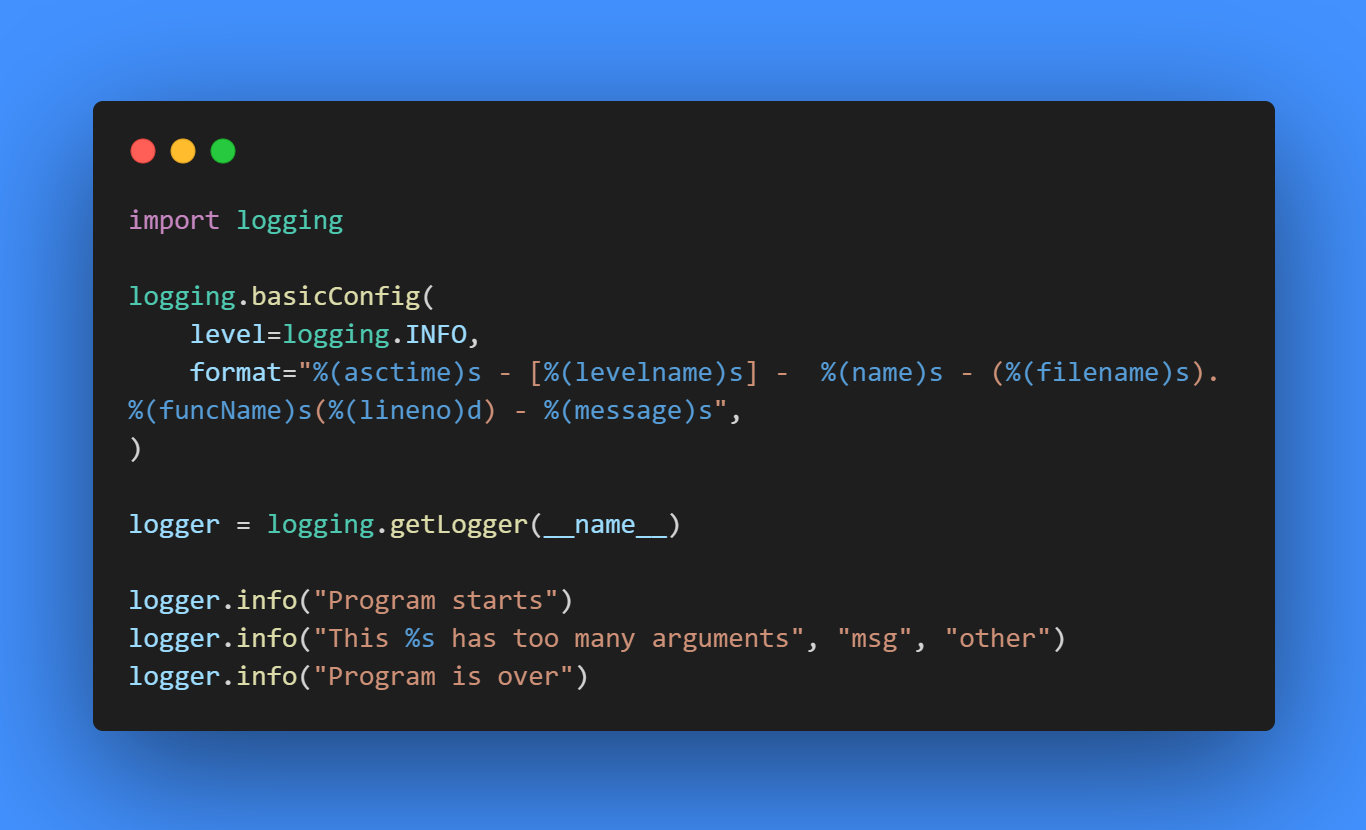 import logging

logging.basicConfig(
    level=logging.INFO,
    format="%(asctime)s - [%(levelname)s] -  %(name)s - (%(filename)s).
%(funcName)s(%(lineno)d) - %(message)s",
)

logger = logging.getLogger(__name__)

logger.info("Program starts")
logger.info("This %s has too many arguments", "msg", "other")
logger.info("Program is over")